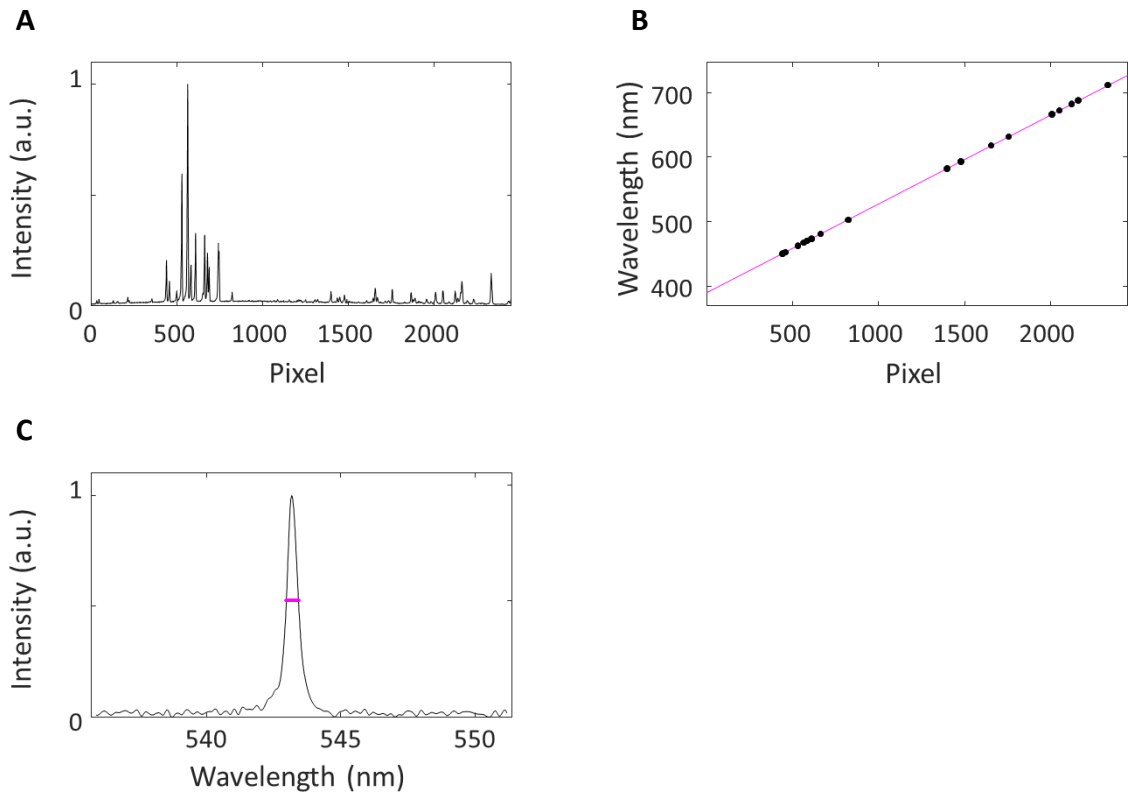 A
Intensity (a.u.)
1
0
0 500 1000 1500 2000
Pixel
B
Wavelength (nm)
700
600
500
400
500 1000 1500 2000
Pixel
C
Intensity (a.u.)
1
0
540 545 550
Wavelength (nm)